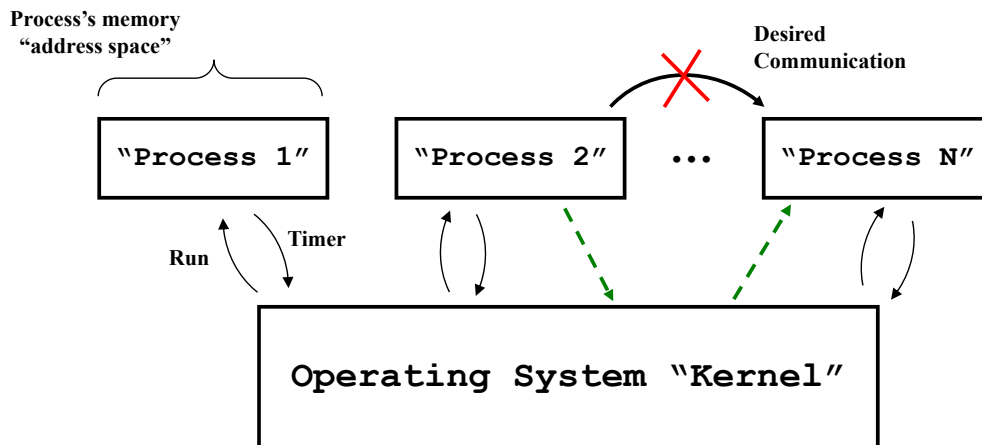 Process’s memory
“address space”
Desired
Communication
“Process 1”
“Process 2”
...
“Process N”
Run
Timer
Operating System “Kernel”